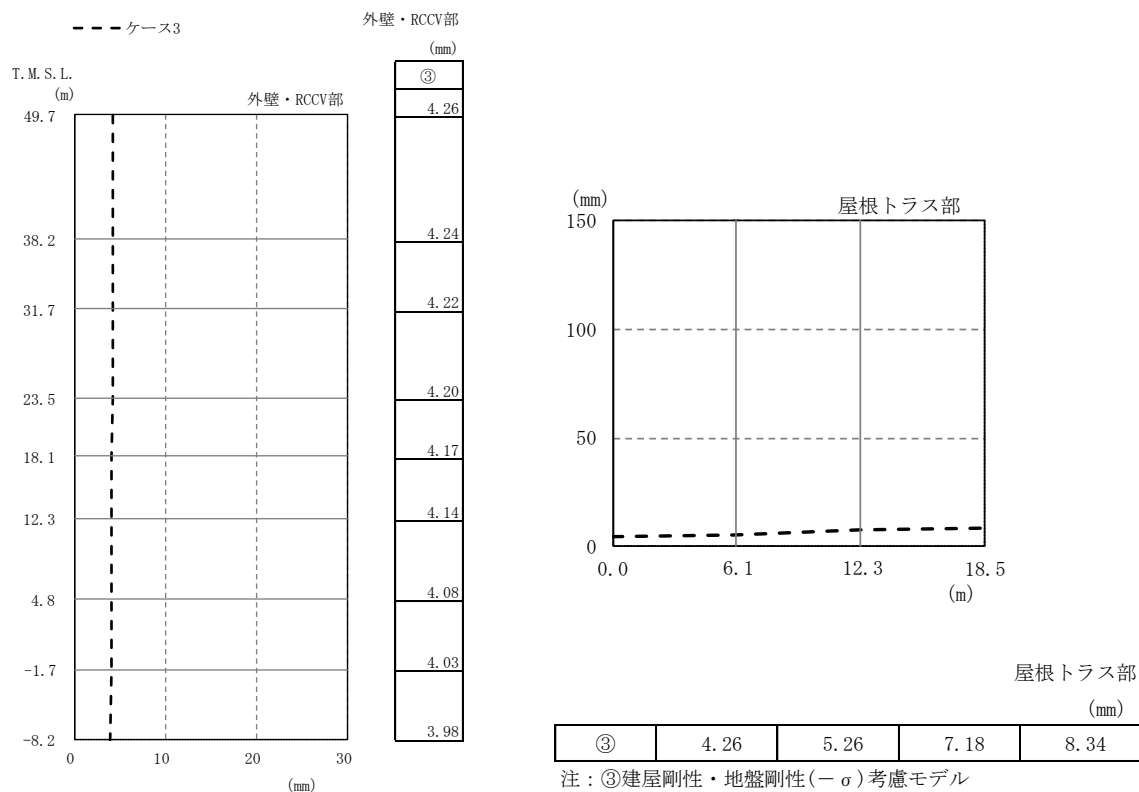 ケース3
外壁・RCCV部
(mm)
③
T.M.S.L.
(m)
外壁・RCCV部
49.7
38.2
31.7
23.5
18.1
12.3
4.8
-1.7
-8.2
0 10 20 30
(mm)
4.26
4.24
4.22
4.20
4.17
4.14
4.08
4.03
3.98
(mm)
屋根トラス部
150
100
50
0
0.0 6.1 12.3 18.5
(m)
屋根トラス部
(mm)
③ 4.26 5.26 7.18 8.34
注：③建屋剛性・地盤剛性(－σ)考慮モデル